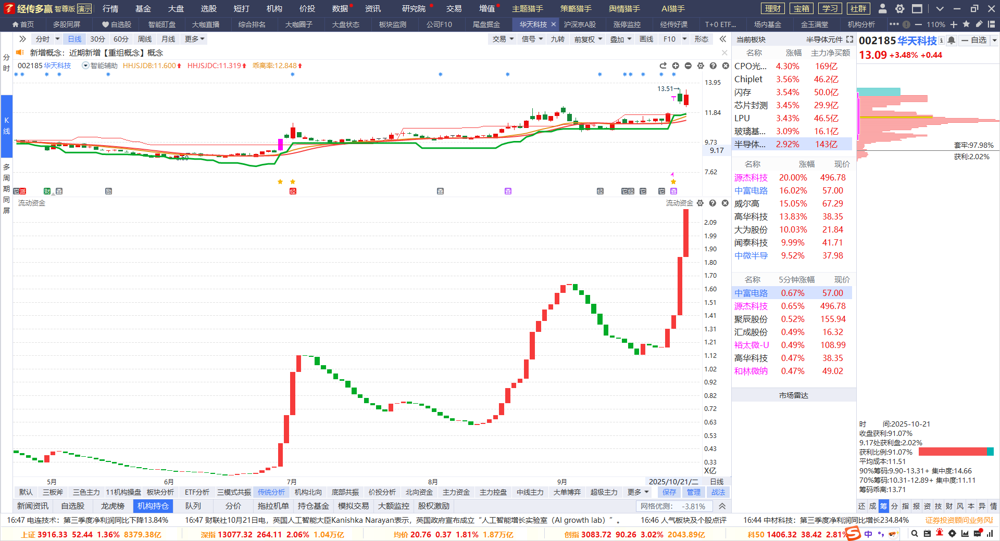 经传多赢 智尊版 演示 行情 基金 大盘 选股 短打 机构 价投 数据 资讯 研究院 交易 增值 主题猎手 策略猎手 舆情猎手 AI猎手 理财 宝箱 学习 社群
首页 多股同屏 自选股 智能盯盘 大咖直播 综合排名 大咖圈子 大盘状态 板块监测 公司F10 尾盘掘金 华天科技 沪深京A股 涨停监控 经传好课 T+0 ETF... 场内基金 金玉满堂 机构分析 110%
分时 日线 30分 60分 周线 月线 更多 交易 信号 九转 前复权 叠加 画线 F10 形态
新增概念：近期新增【重组概念】概念
002185 华天科技 智能辅助 HHJSJDB:11.600 HHJSJDC:11.319 乖离率:12.848
分时
K线
多周期同屏
13.51
13.95
11.84
9.73
9.17
7.62
它 派 财 登 励 经 登 登 经 它 经 它 它 登
流动资金 流动资金
2.09
1.99
1.90
1.80
1.70
1.60
1.51
1.41
1.31
1.21
1.12
1.02
0.92
0.82
0.72
0.63
0.53
0.43
0.33
X亿
5月 6月 7月 8月 9月 2025/10/21/二 日线
默认 三板斧 三色主力 11机构操盘 板块分析 ETF分析 三模式共振 传统分析 机构北向 底部共振 价投分析 北向资金 主力资金 主力控盘 中线主力 大单博弈 超级主力 更多 保存 管理 战法
新闻资讯 自选股 龙虎榜 机构持仓 队列 分价 拖拉机单 持仓基金 模拟交易 大额监控 股权激励 网格优测： -3.81%
当前板块 半导体元件
名称 涨幅 主力净买额
CPO光... 4.30% 169亿
Chiplet 3.56% 46.2亿
闪存 3.54% 50.0亿
芯片封测 3.45% 29.9亿
LPU 3.43% 46.5亿
玻璃基... 3.09% 16.1亿
半导体... 2.92% 143亿
名称 涨幅 现价
源杰科技 20.00% 496.78
中富电路 16.02% 57.00
威尔高 15.05% 67.29
高华科技 13.83% 38.35
大为股份 10.03% 21.84
闻泰科技 9.99% 41.71
中微半导 9.52% 37.98
名称 5分钟涨幅 现价
中富电路 0.67% 57.00
源杰科技 0.65% 496.78
聚辰股份 0.52% 155.94
汇成股份 0.49% 16.32
裕太微-U 0.49% 108.99
高华科技 0.47% 38.35
和林微纳 0.47% 49.02
市场雷达
002185 华天科技 自选
13.09 +3.48% +0.44
套牢:97.98%
获利:2.02%
时 间:2025-10-21
收盘获利:91.07%
9.17处获利盘:2.02%
获利比例:91.07%
平均成本:11.51
90%筹码:9.90-13.31+ 集中度:14.66
70%筹码:10.31-12.89+ 集中度:11.11
筹码乖离:13.71
还 成 筹 分 指 报 资 技 财 风 本 异 情
16:47 电连技术：第三季度净利润同比下降13.84% 16:47 财联社10月21日电，英国人工智能大臣Kanishka Narayan表示，英国政府宣布成立“人工智能增长实验室（AI growth lab）”。 16:46 人气板块及个股点评 16:44 中材科技：第三季度净利润同比增长234.84% 证券投资顾问业务风
上证 3916.33 52.44 1.36% 8379.38亿 深指 13077.32 264.11 2.06% 1.04万亿 均价 20.76 0.37 1.81% 1.87万亿 创指 3083.72 90.26 3.02% 2043.89亿 科50 1406.32 38.42 2.81% 中